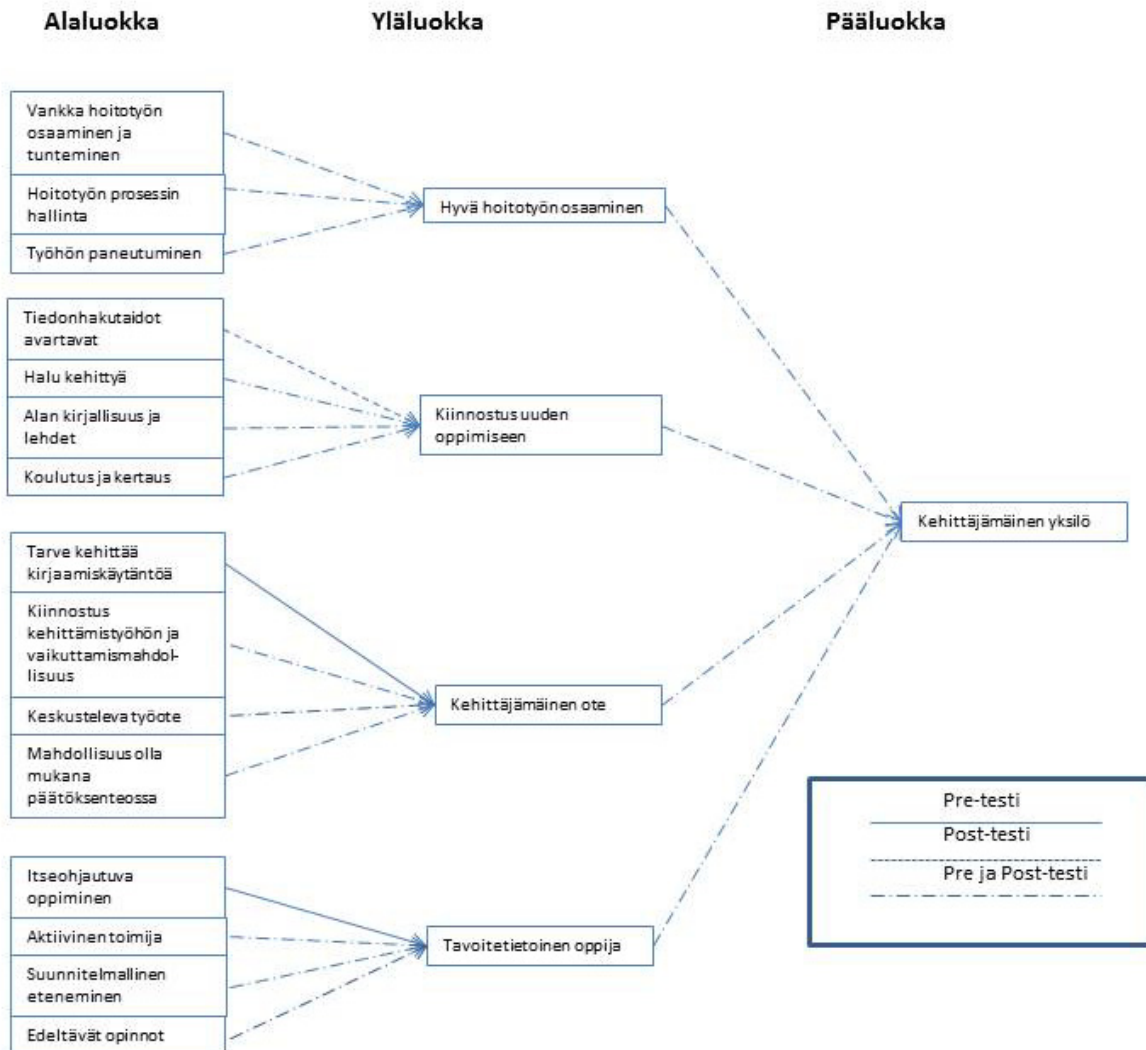 Alaluokka
Yläluokka
Pääluokka
Vankka hoitotyön
osaaminen ja
tunteminen
Hoitotyön prosessin
hallinta
Työhön paneutuminen
Hyvä hoitotyön osaaminen
Tiedonhakutaidot
avartavat
Halu kehittyä
Alan kirjallisuus ja
lehdet
Koulutus ja kertaus
Kiinnostus uuden
oppimiseen
Kehittäjämäinen yksilö
Tarve kehittää
kirjaamiskäytäntöä
Kiinnostus
kehittämistyöhön ja
vaikuttamismahdol-
lisuus
Keskusteleva työote
Mahdollisuus olla
mukana
päätöksenteossa
Kehittäjämäinen ote
Itseohjautuva
oppiminen
Aktiivinen toimija
Suunnitelmallinen
eteneminen
Edeltävät opinnot
Tavoitetietoinen oppija
Pre-testi
Post-testi
Pre ja Post-testi